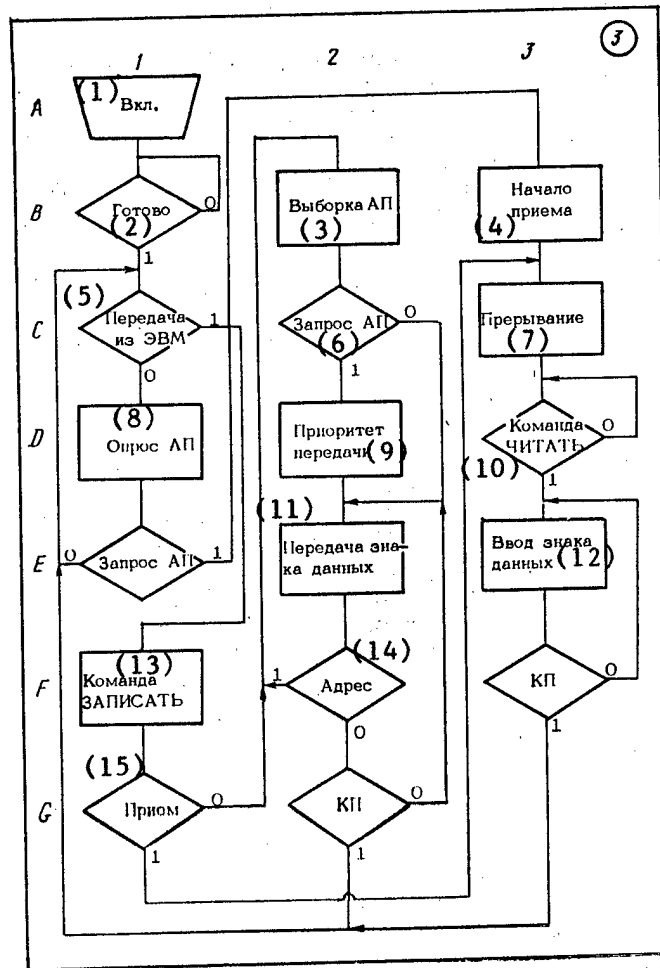 3
1
2
3
A
B
C
D
E
F
G
(1) Вкл.
Готово
(2)
0
1
(5)
Передача
из ЭВМ
1
0
(8)
Опрос АП
Запрос АП
0
1
(13)
Команда
ЗАПИСАТЬ
(15)
Прием
0
1
Выборка АП
(3)
Запрос АП
(6)
0
1
Приоритет
передачи (9)
(11)
Передача зна-
ка данных
(14)
Адрес
1
0
КП
0
1
Начало
приема
(4)
Прерывание
(7)
Команда
ЧИТАТЬ
(10)
0
1
Ввод знака
данных (12)
КП
0
1